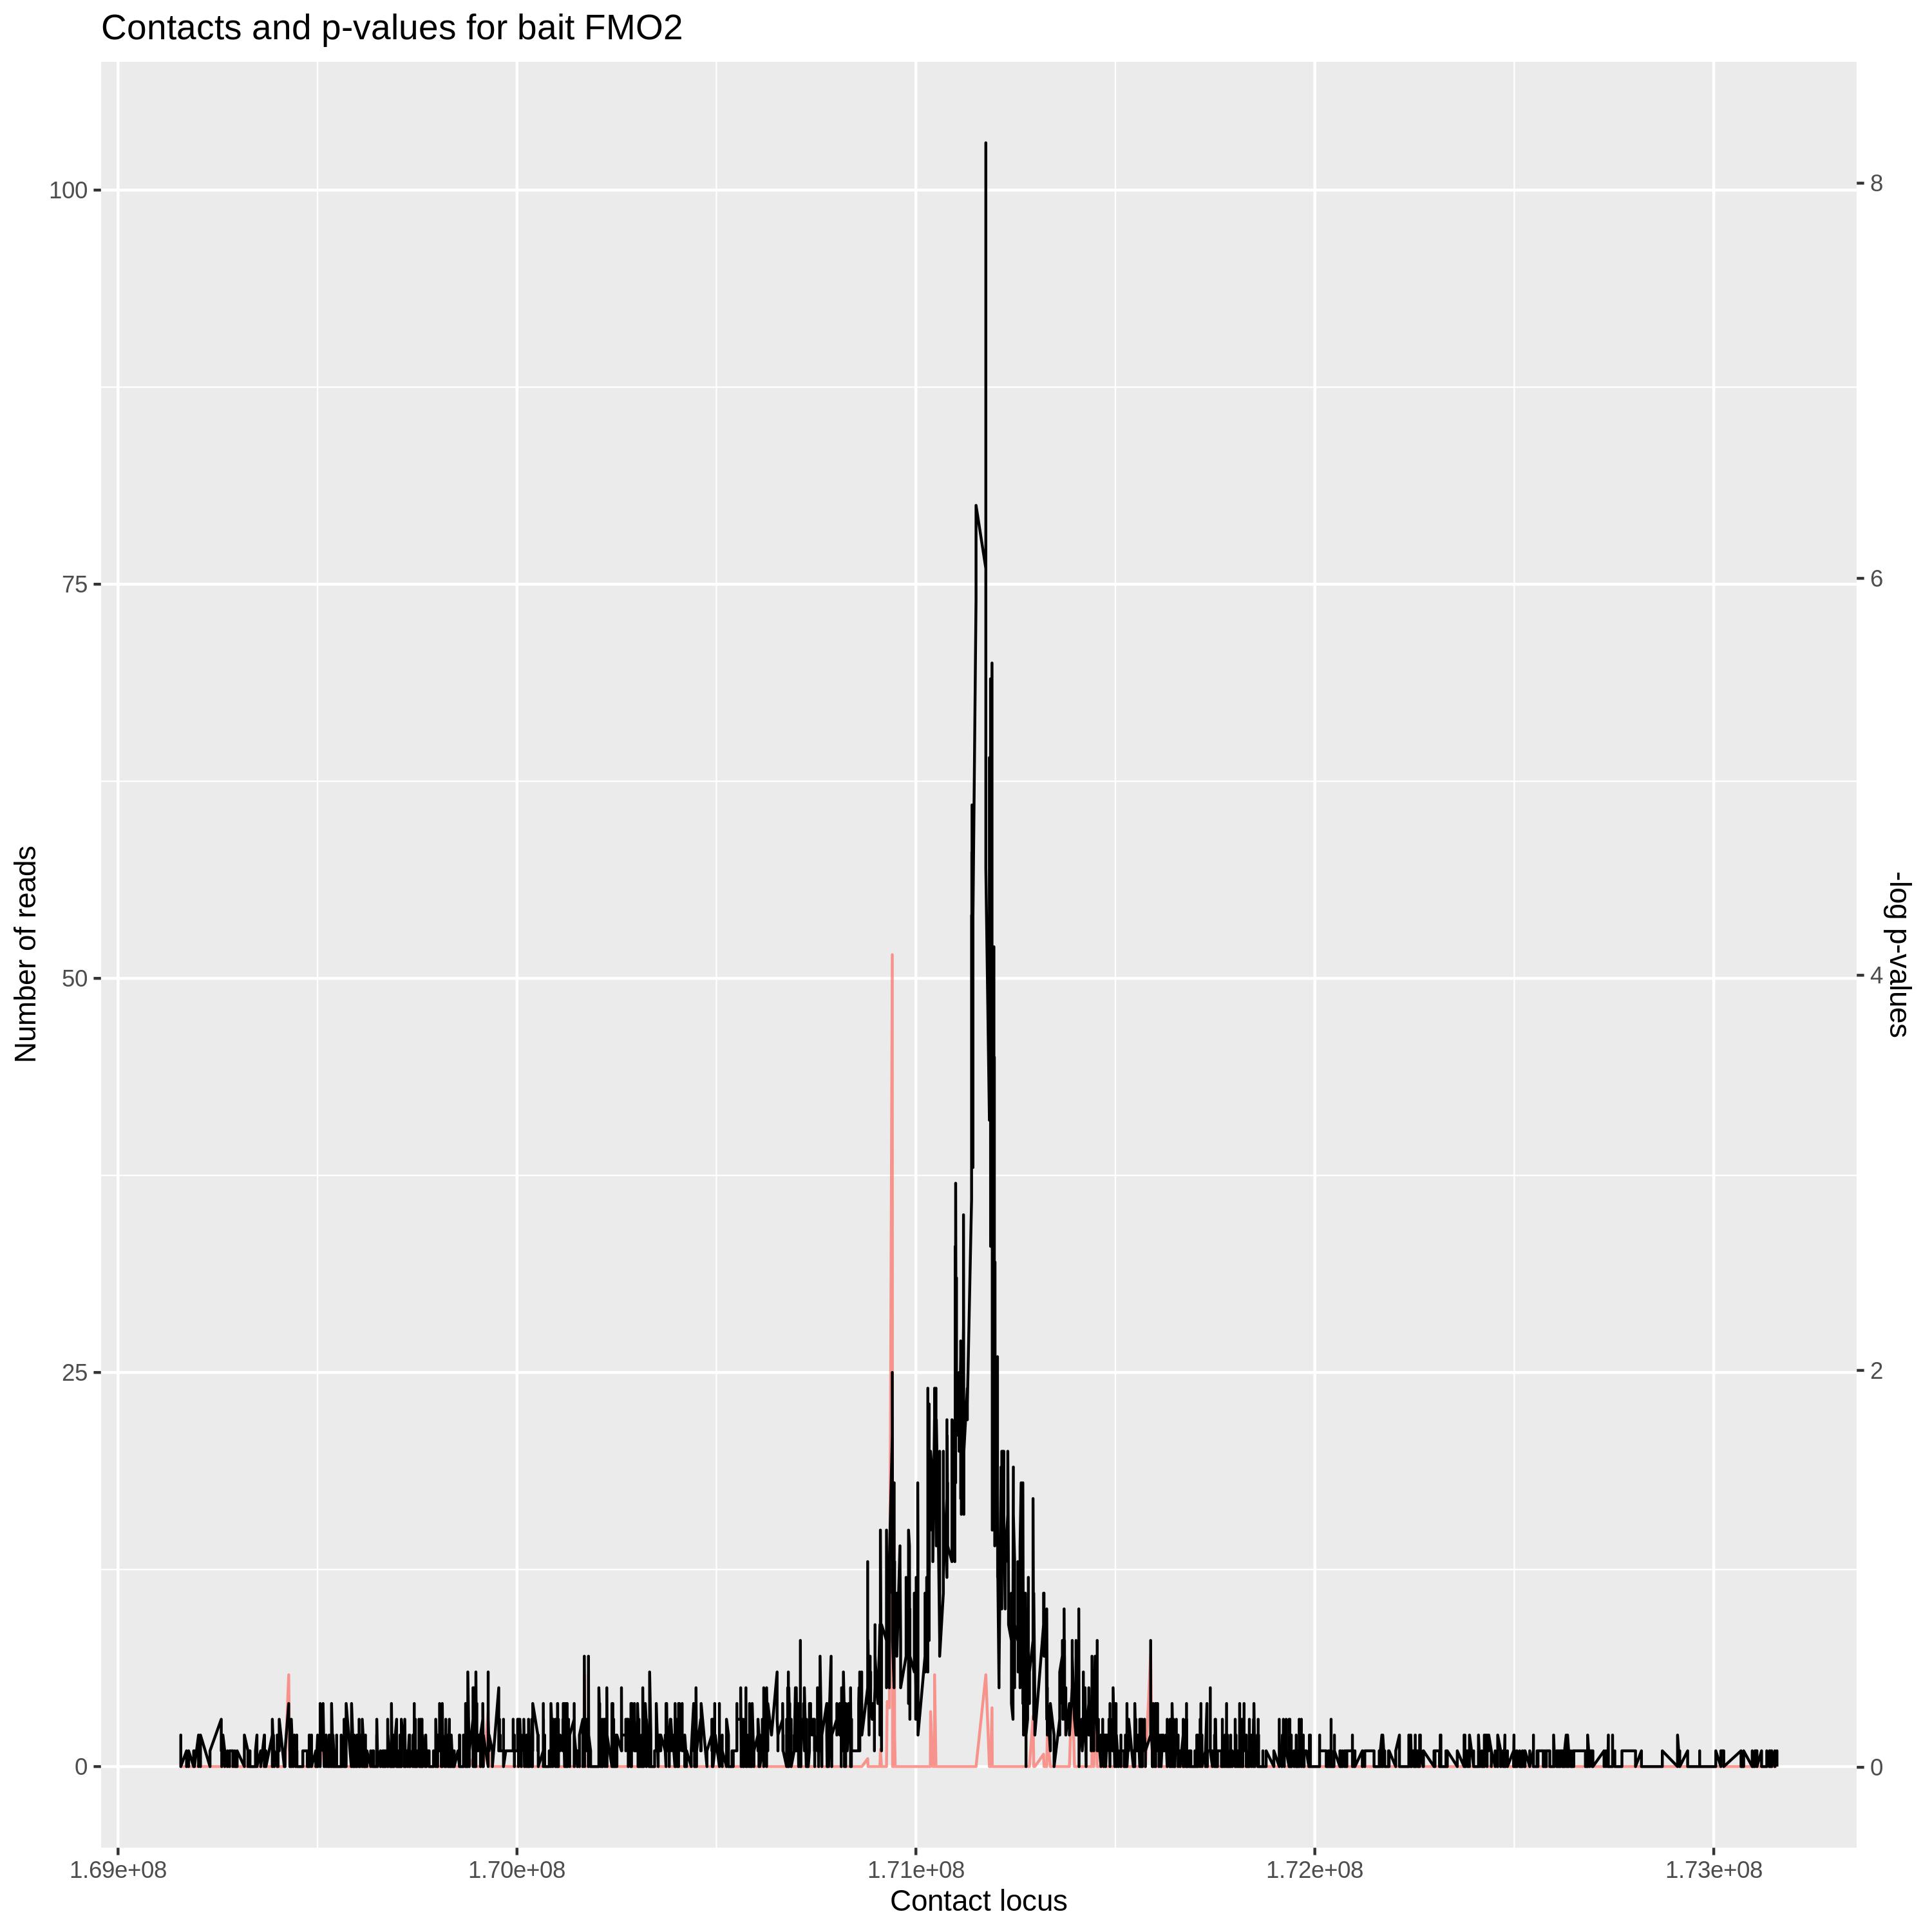 Contacts and p-values for bait FMO2
100
75
50
25
0
Number of reads
8
6
4
2
0
-log p-values
1.69e+08 1.70e+08 1.71e+08 1.72e+08 1.73e+08
Contact locus